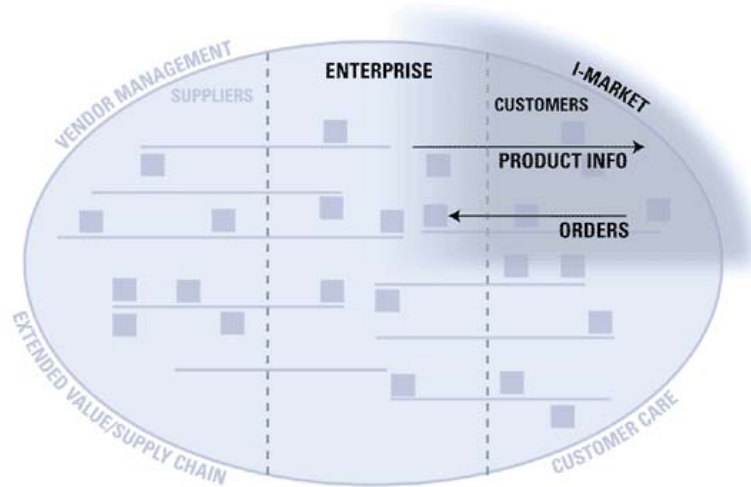 VENDOR MANAGEMENT
ENTERPRISE
I-MARKET
SUPPLIERS
CUSTOMERS
PRODUCT INFO
ORDERS
EXTENDED VALUE/SUPPLY CHAIN
CUSTOMER CARE